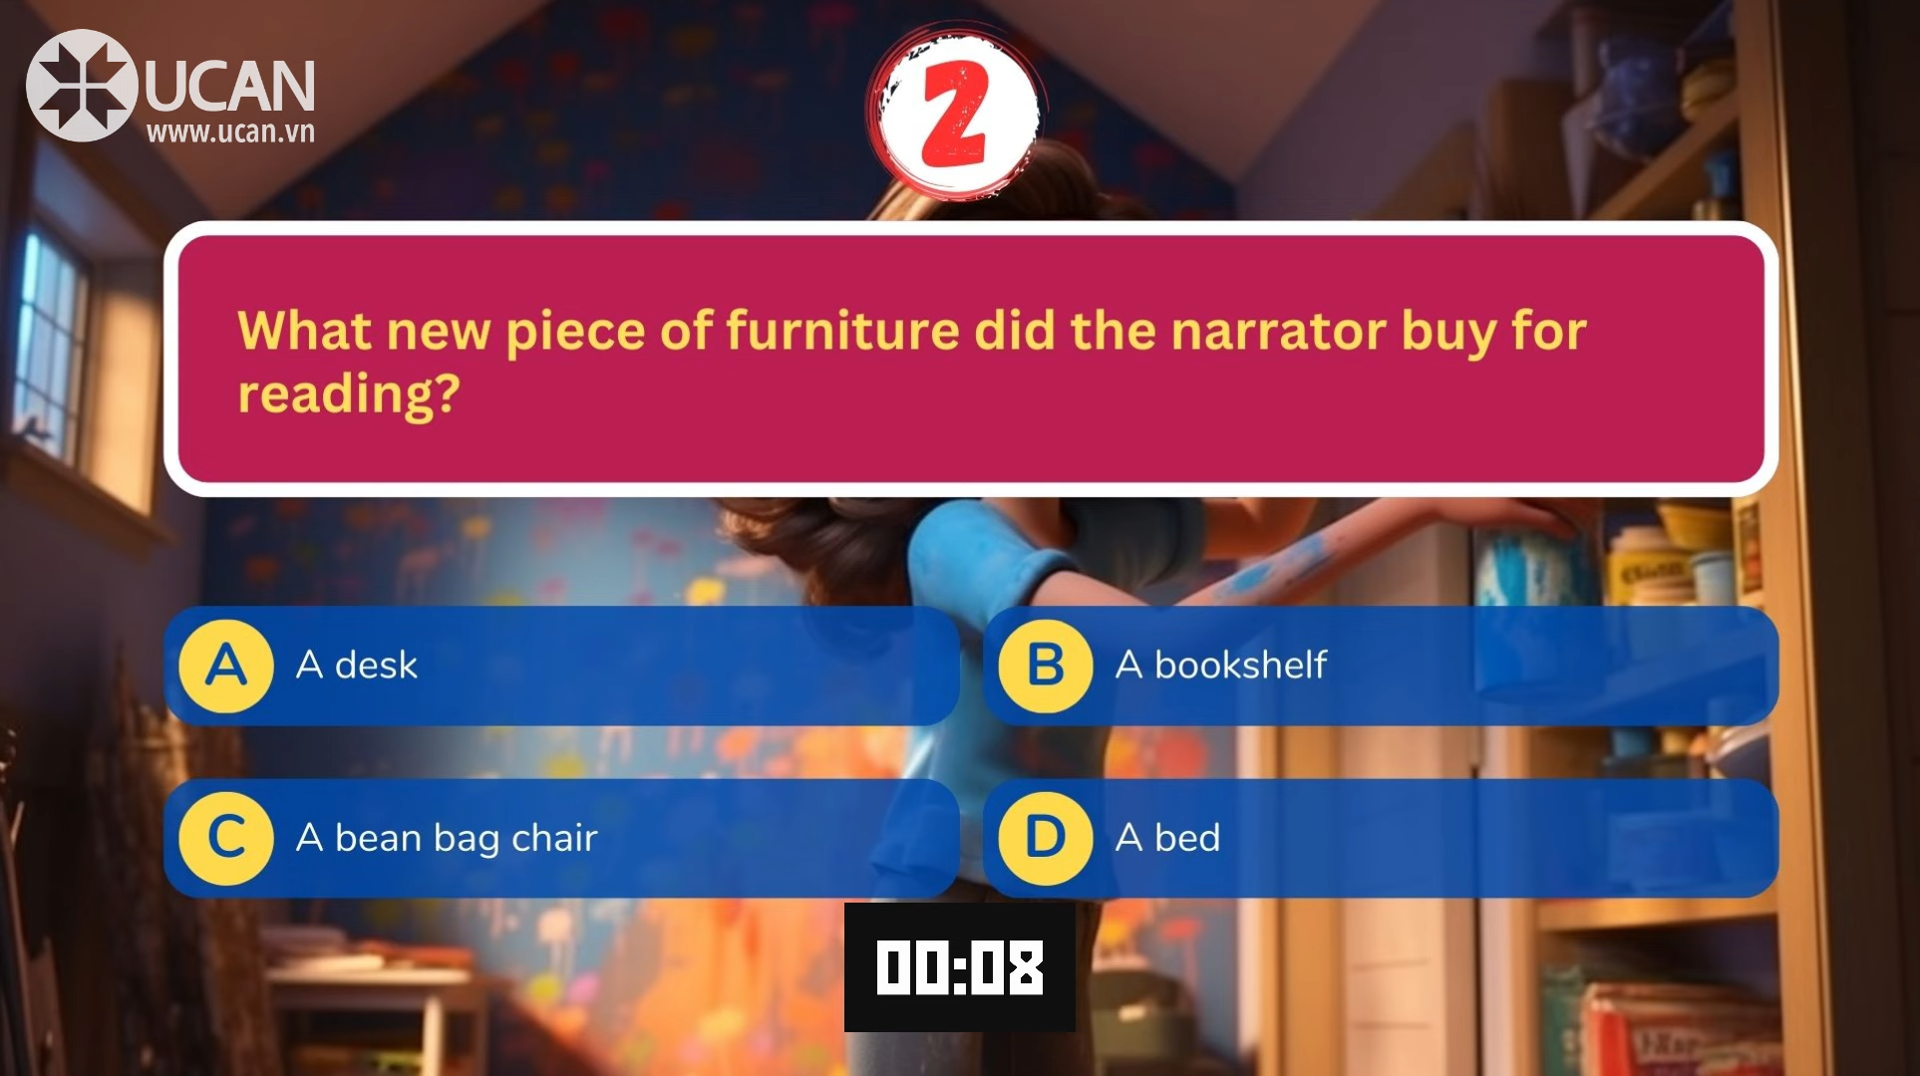 UCAN
www.ucan.vn
2
What new piece of furniture did the narrator buy for
reading?
A A desk
B A bookshelf
C A bean bag chair
D A bed
00:08